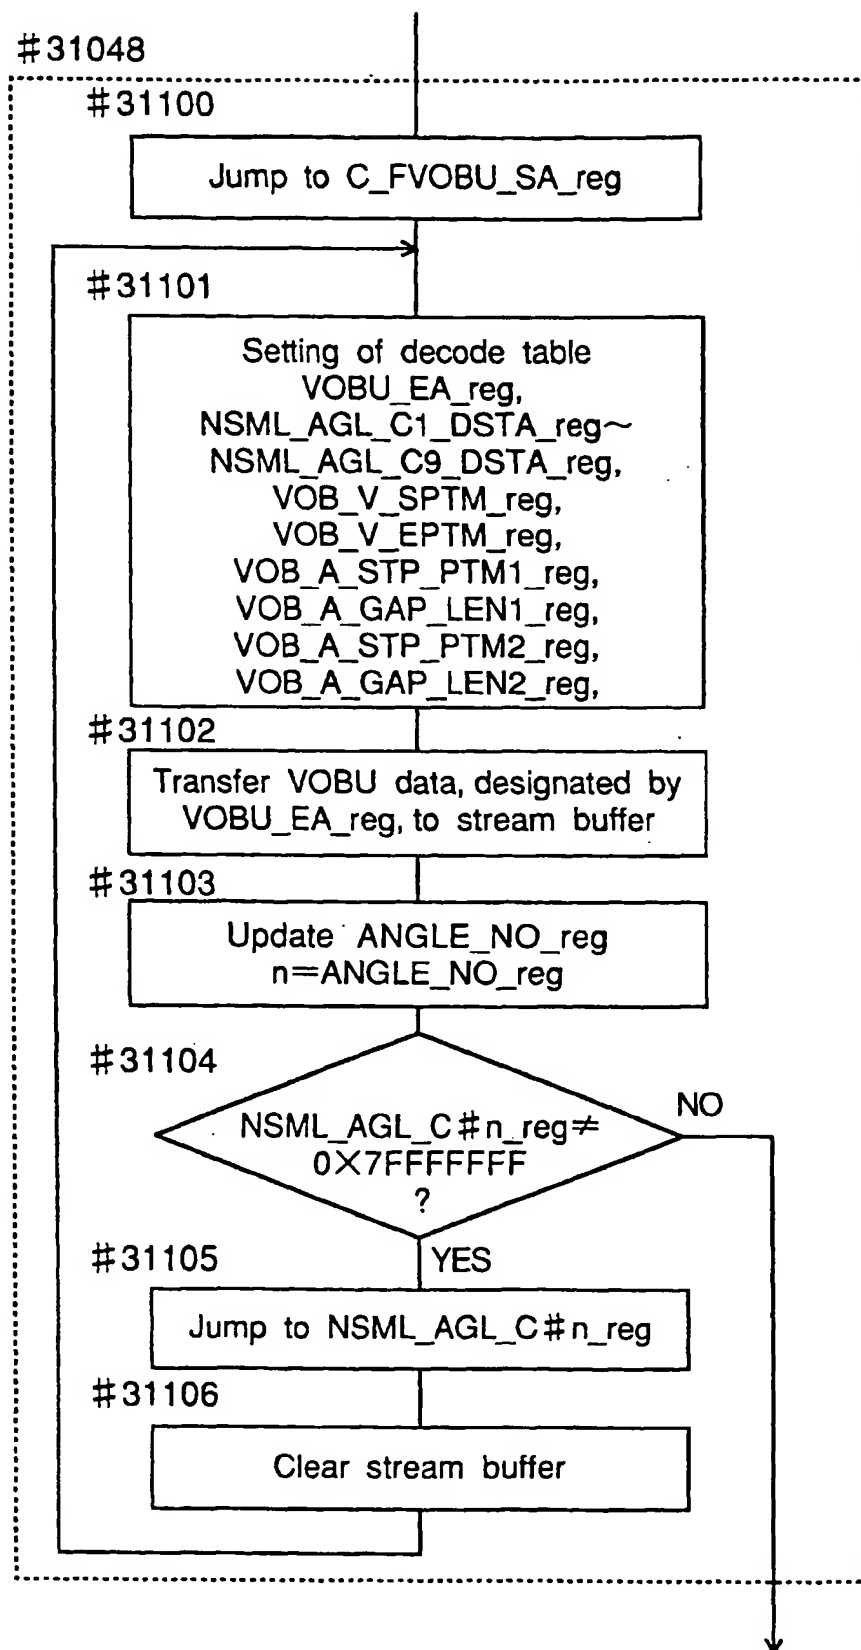 #31048
#31100
Jump to C_FVOBU_SA_reg
#31101
Setting of decode table
VOBU_EA_reg,
NSML_AGL_C1_DSTA_reg~
NSML_AGL_C9_DSTA_reg,
VOB_V_SPTM_reg,
VOB_V_EPTM_reg,
VOB_A_STP_PTM1_reg,
VOB_A_GAP_LEN1_reg,
VOB_A_STP_PTM2_reg,
VOB_A_GAP_LEN2_reg,
#31102
Transfer VOBU data, designated by
VOBU_EA_reg, to stream buffer
#31103
Update ANGLE_NO_reg
n=ANGLE_NO_reg
#31104
NSML_AGL_C#n_reg≠
0X7FFFFFFF
?
NO
YES
#31105
Jump to NSML_AGL_C#n_reg
#31106
Clear stream buffer